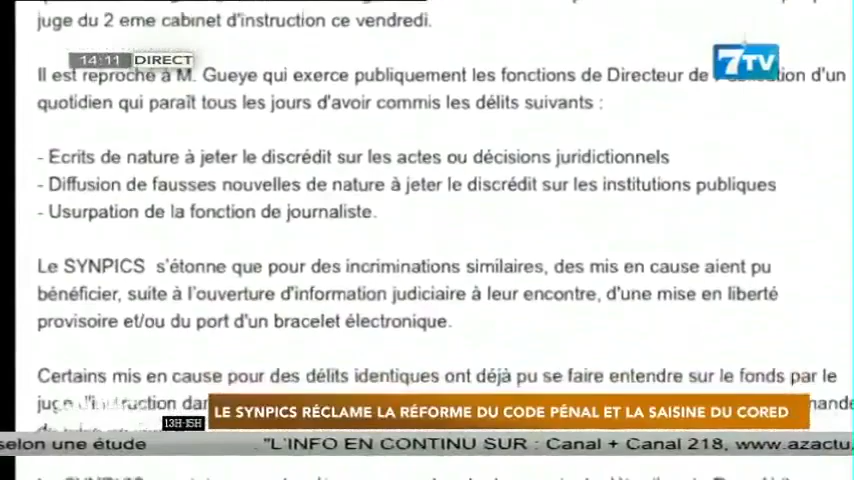 juge du 2 eme cabinet d'instruction ce vendredi.
14:11 DIRECT
7TV
Il est reproché à M. Gueye qui exerce publiquement les fonctions de Directeur de d'un
quotidien qui paraît tous les jours d'avoir commis les délits suivants :
- Ecrits de nature à jeter le discrédit sur les actes ou décisions juridictionnels
- Diffusion de fausses nouvelles de nature à jeter le discrédit sur les institutions publiques
- Usurpation de la fonction de journaliste.
Le SYNPICS s'étonne que pour des incriminations similaires, des mis en cause aient pu
bénéficier, suite à l'ouverture d'information judiciaire à leur encontre, d'une mise en liberté
provisoire et/ou du port d'un bracelet électronique.
Certains mis en cause pour des délits identiques ont déjà pu se faire entendre sur le fonds par le
LE SYNPICS RÉCLAME LA RÉFORME DU CODE PÉNAL ET LA SAISINE DU CORED
13H-15H
selon une étude "L'INFO EN CONTINU SUR : Canal + Canal 218, www.azactu.